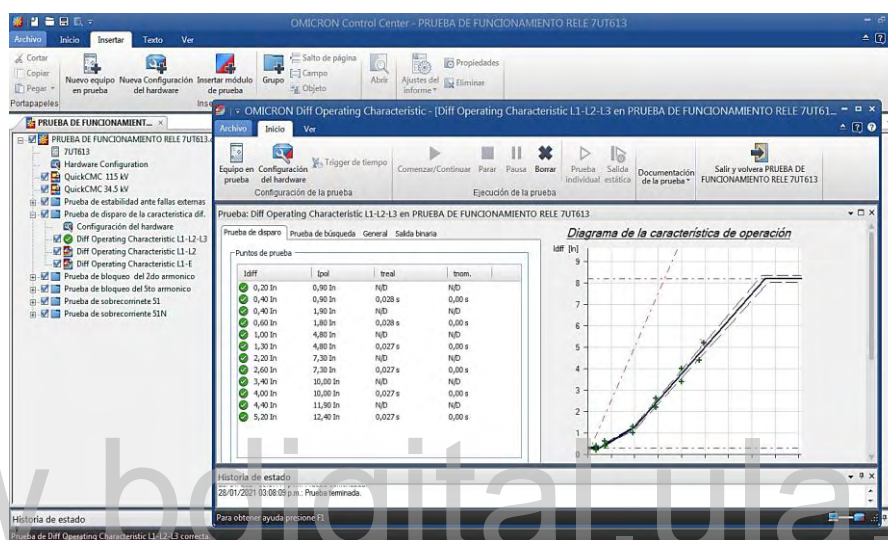 OMICRON Control Center - PRUEBA DE FUNCIONAMIENTO RELE 7UT613
Archivo Inicio Insertar Texto Ver
Cortar
Copiar
Pegar
Portapapeles
Nuevo equipo en prueba
Nueva Configuración del hardware
Insertar módulo de prueba
Grupo
Salto de página
Campo
Objeto
Abrir
Ajustes del informe
Propiedades
Eliminar
PRUEBA DE FUNCIONAMIENT...
PRUEBA DE FUNCIONAMIENTO RELE 7UT613.
7UT613
Hardware Configuration
QuickCMC 115 kV
QuickCMC 34.5 kV
Prueba de estabilidad ante fallas externas
Prueba de disparo de la caracteristica dif.
Configuración del hardware
Diff Operating Characteristic L1-L2-L3
Diff Operating Characteristic L1-L2
Diff Operating Characteristic L1-E
Prueba de bloqueo del 2do armonico
Prueba de bloqueo del 5to armonico
Prueba de sobrecorrinete 51
Prueba de sobrecorriente 51N
OMICRON Diff Operating Characteristic - [Diff Operating Characteristic L1-L2-L3 en PRUEBA DE FUNCIONAMIENTO RELE 7UT61...
Archivo Inicio Ver
Equipo en prueba
Configuración del hardware
Trigger de tiempo
Configuración de la prueba
Comenzar/Continuar
Parar
Pausa
Borrar
Prueba individual
Salida estática
Ejecución de la prueba
Documentación de la prueba
Salir y volver a PRUEBA DE FUNCIONAMIENTO RELE 7UT613
Prueba: Diff Operating Characteristic L1-L2-L3 en PRUEBA DE FUNCIONAMIENTO RELE 7UT613
Prueba de disparo Prueba de búsqueda General Salida binaria
Puntos de prueba
Idiff Ipol treal tnom.
0,20 In 0,90 In N/D N/D
0,40 In 0,90 In 0,028 s 0,00 s
0,40 In 1,90 In N/D N/D
0,60 In 1,80 In 0,028 s 0,00 s
1,00 In 4,80 In N/D N/D
1,30 In 4,80 In 0,027 s 0,00 s
2,20 In 7,30 In N/D N/D
2,60 In 7,30 In 0,027 s 0,00 s
3,40 In 10,00 In N/D N/D
4,00 In 10,00 In 0,027 s 0,00 s
4,40 In 11,90 In N/D N/D
5,20 In 12,40 In 0,027 s 0,00 s
Diagrama de la característica de operación
Idiff [In]
9
8
7
6
5
4
3
2
1
0
Historia de estado
28/01/2021 03:08:09 p.m.: Prueba terminada.
Para obtener ayuda presione F1
Historia de estado
Prueba de Diff Operating Characteristic L1-L2-L3 correcta.
w.bdigital.ula